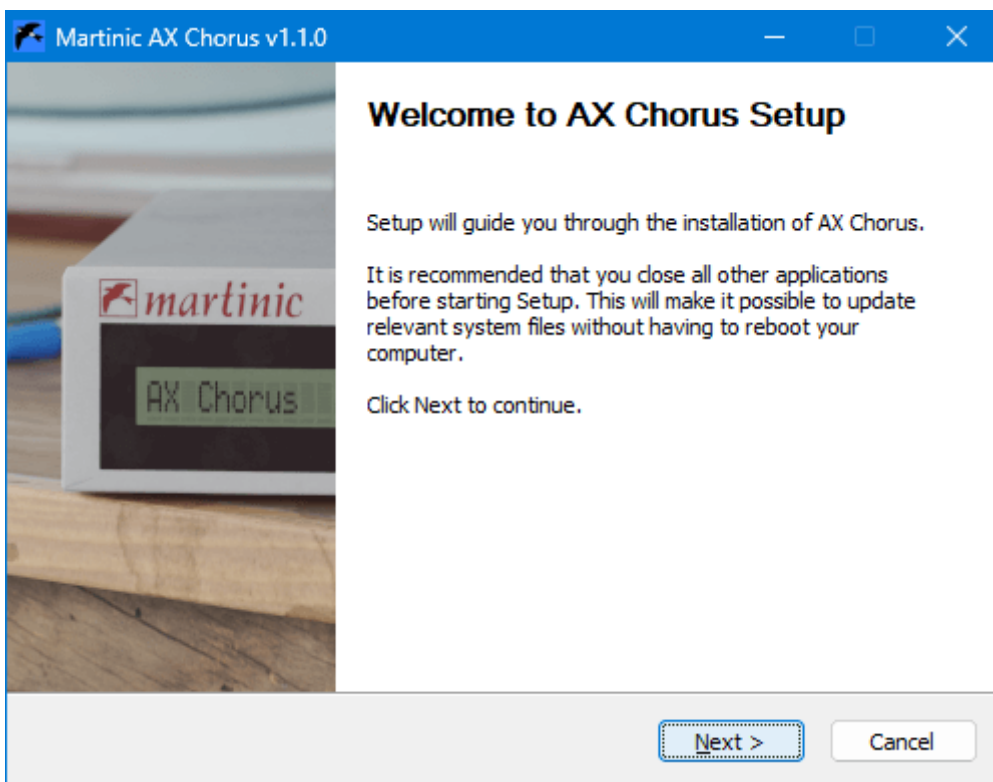 Martinic AX Chorus v1.1.0
Welcome to AX Chorus Setup
Setup will guide you through the installation of AX Chorus.
It is recommended that you close all other applications
before starting Setup. This will make it possible to update
relevant system files without having to reboot your
computer.
Click Next to continue.
martinic
AX Chorus
Next >
Cancel